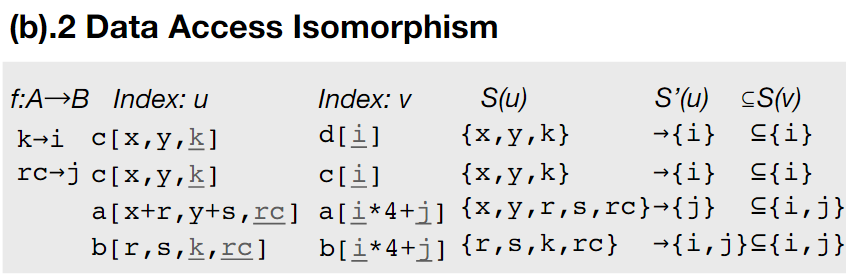 (b).2 Data Access Isomorphism
f:A→B Index: u Index: v S(u) S'(u) ⊆S(v)
k→i c[x,y,k] d[i] {x,y,k} →{i} ⊆{i}
rc→j c[x,y,k] c[i] {x,y,k} →{i} ⊆{i}
a[x+r,y+s,rc] a[i*4+j] {x,y,r,s,rc}→{j} ⊆{i,j}
b[r,s,k,rc] b[i*4+j] {r,s,k,rc} →{i,j}⊆{i,j}